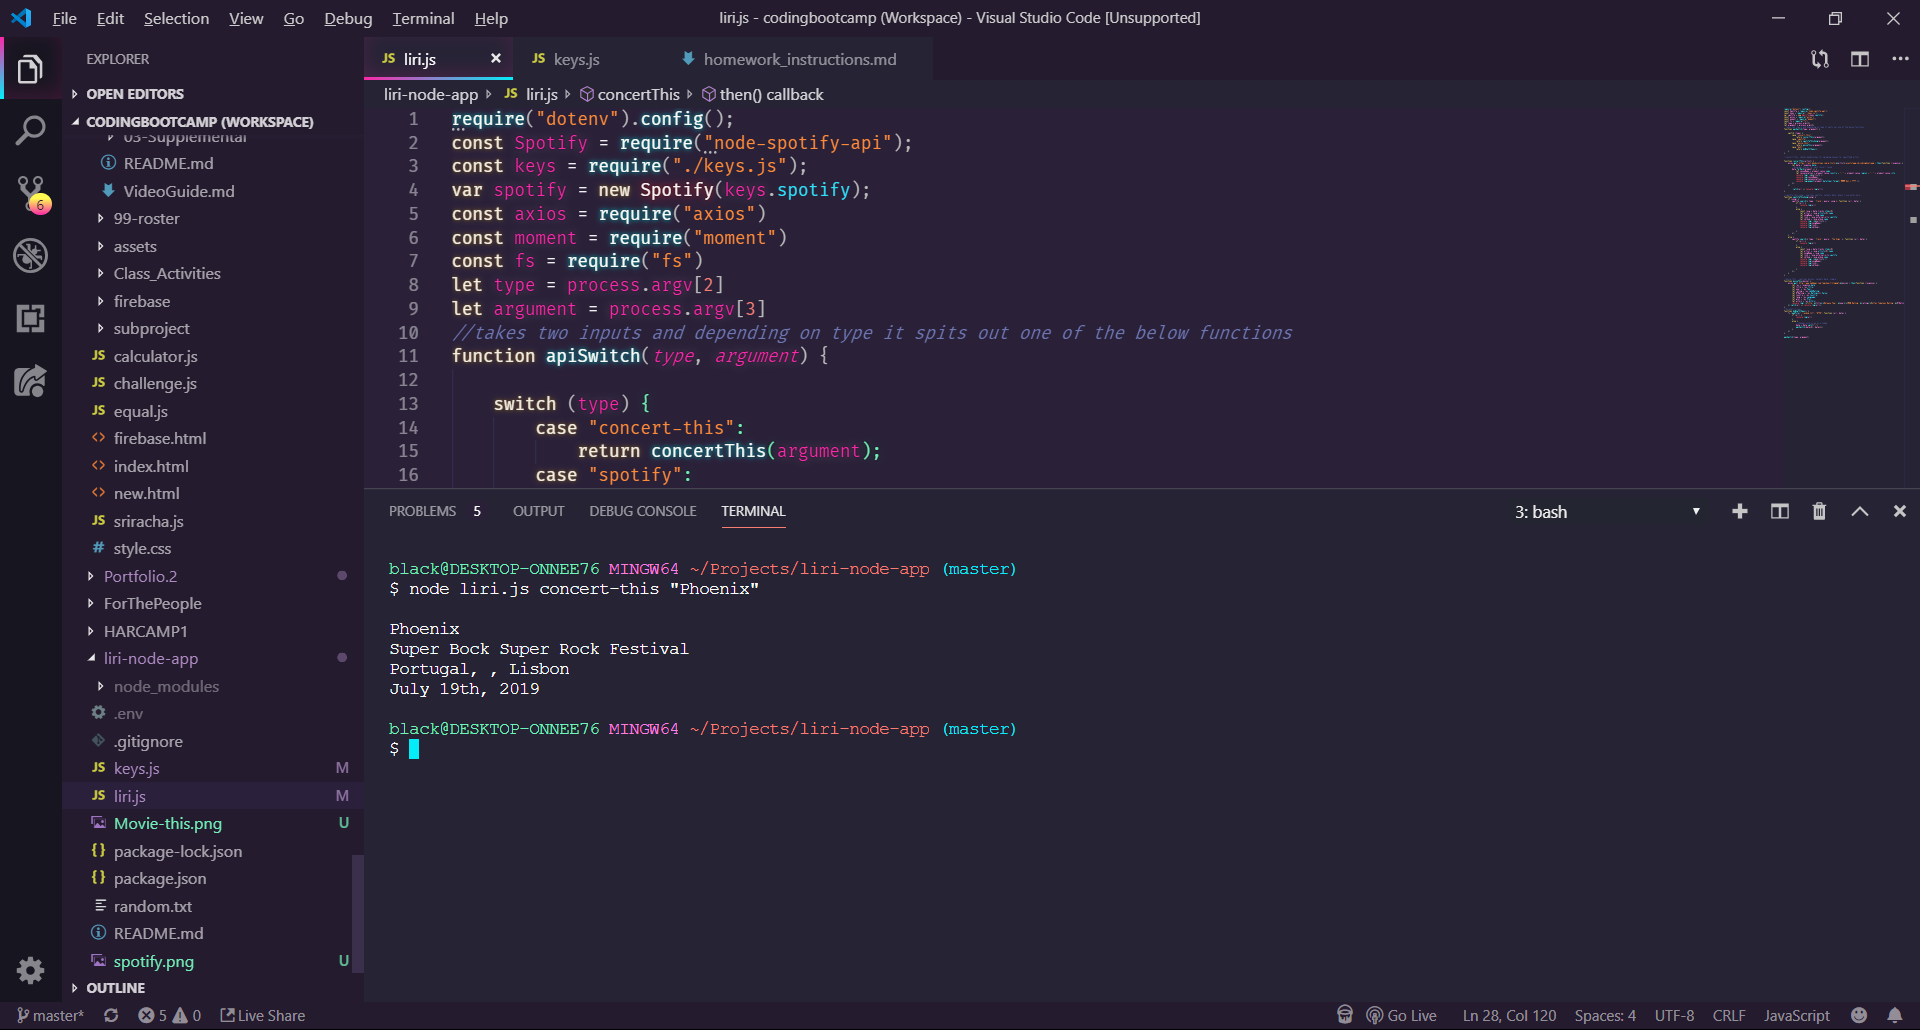 File Edit Selection View Go Debug Terminal Help
liri.js - codingbootcamp (Workspace) - Visual Studio Code [Unsupported]
EXPLORER
OPEN EDITORS
CODINGBOOTCAMP (WORKSPACE)
03-Supplemental
README.md
VideoGuide.md
99-roster
assets
Class_Activities
firebase
subproject
JS calculator.js
JS challenge.js
JS equal.js
<> firebase.html
<> index.html
<> new.html
JS sriracha.js
# style.css
Portfolio.2
ForThePeople
HARCAMP1
liri-node-app
node_modules
.env
.gitignore
JS keys.js M
JS liri.js M
Movie-this.png U
{} package-lock.json
{} package.json
random.txt
README.md
spotify.png U
OUTLINE
6
JS liri.js × JS keys.js homework_instructions.md
liri-node-app JS liri.js concertThis then() callback
1 require("dotenv").config();
2 const Spotify = require("node-spotify-api");
3 const keys = require("./keys.js");
4 var spotify = new Spotify(keys.spotify);
5 const axios = require("axios")
6 const moment = require("moment")
7 const fs = require("fs")
8 let type = process.argv[2]
9 let argument = process.argv[3]
10 //takes two inputs and depending on type it spits out one of the below functions
11 function apiSwitch(type, argument) {
12
13 switch (type) {
14 case "concert-this":
15 return concertThis(argument);
16 case "spotify":
PROBLEMS 5 OUTPUT DEBUG CONSOLE TERMINAL 3: bash
black@DESKTOP-ONNEE76 MINGW64 ~/Projects/liri-node-app (master)
$ node liri.js concert-this "Phoenix"
Phoenix
Super Bock Super Rock Festival
Portugal, , Lisbon
July 19th, 2019
black@DESKTOP-ONNEE76 MINGW64 ~/Projects/liri-node-app (master)
$
master* 5 0 Live Share Go Live Ln 28, Col 120 Spaces: 4 UTF-8 CRLF JavaScript